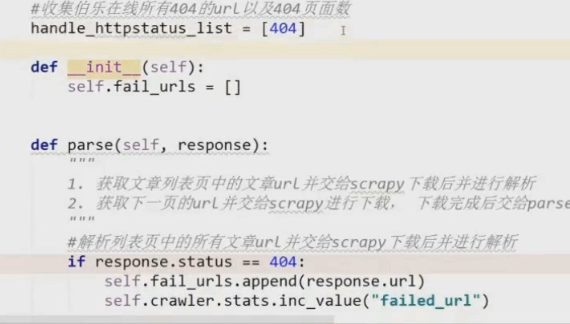 #收集伯乐在线所有404的url以及404页面数
handle_httpstatus_list = [404]
def __init__(self):
self.fail_urls = []
def parse(self, response):
"""
1. 获取文章列表页中的文章url并交给scrapy下载后并进行解析
2. 获取下一页的url并交给scrapy进行下载， 下载完成后交给parse
"""
#解析列表页中的所有文章url并交给scrapy下载后并进行解析
if response.status == 404:
self.fail_urls.append(response.url)
self.crawler.stats.inc_value("failed_url")